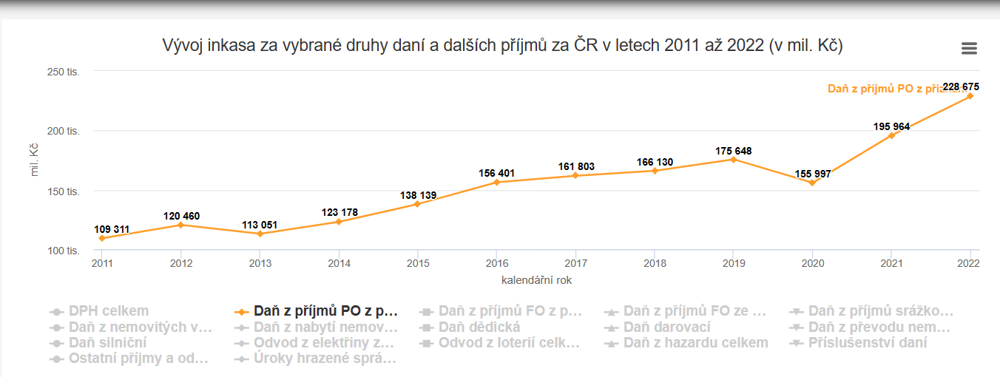 Vývoj inkasa za vybrané druhy daní a dalších příjmů za ČR v letech 2011 až 2022 (v mil. Kč)
250 tis.
200 tis.
150 tis.
100 tis.
mil. Kč
Daň z příjmů PO z
109 311
120 460
113 051
123 178
138 139
156 401
161 803
166 130
175 648
155 997
195 964
228 675
2011 2012 2013 2014 2015 2016 2017 2018 2019 2020 2021 2022
kalendářní rok
DPH celkem Daň z příjmů PO z p... Daň z příjmů FO z p... Daň z příjmů FO ze ... Daň z příjmů srážko...
Daň z nemovitých v... Daň z nabytí nemov... Daň dědická Daň darovací Daň z převodu nem...
Daň silniční Odvod z elektřiny z... Odvod z loterií celk... Daň z hazardu celkem Příslušenství daní
Ostatní příjmy a od... Úroky hrazené sprá...